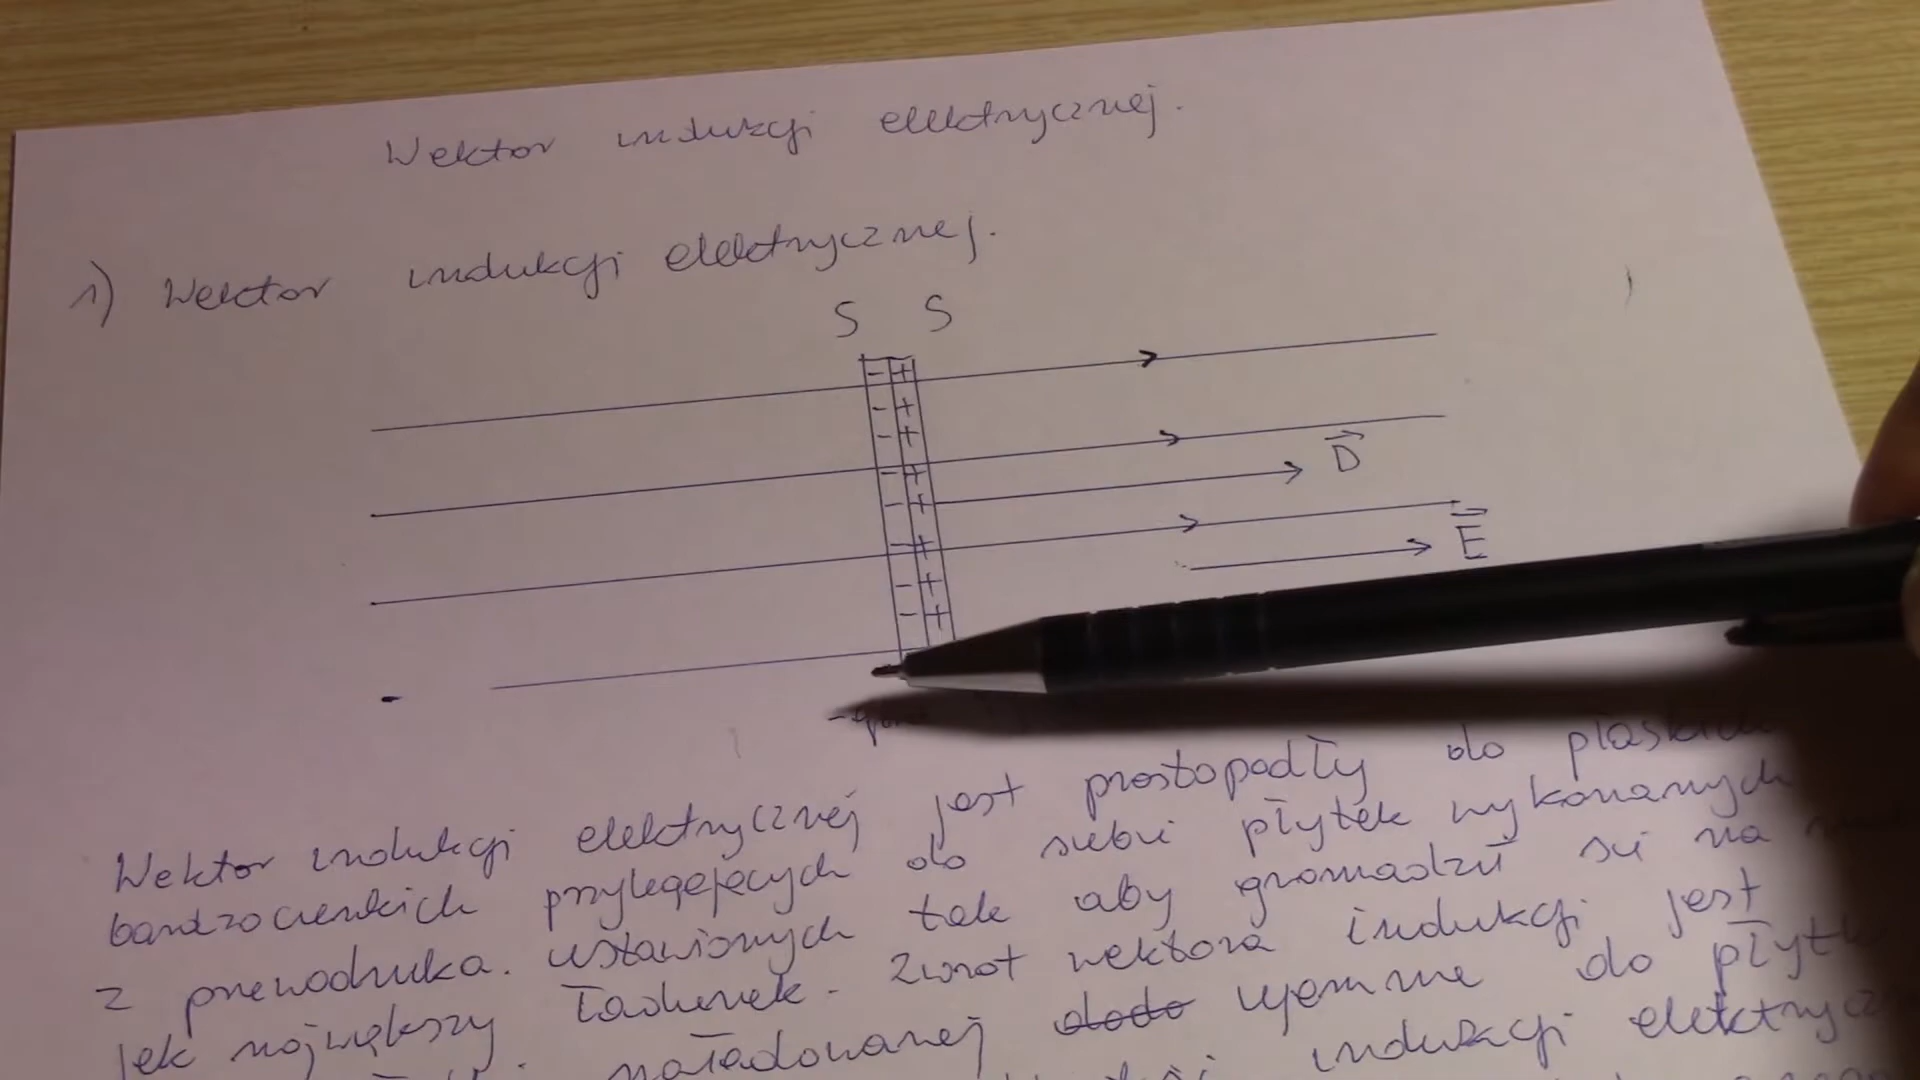 Wektor indukcji elektrycznej.
1) Wektor indukcji elektrycznej.
S S
- +
- +
- +
- +
- +
- +
- +
- +
D
E
Wektor indukcji elektrycznej jest prostopadły do płaskich
bardzo cienkich przylegających do siebie płytek wykonanych
z przewodnika. ustawionych tak aby gromadził się na
jak największy ładunek. Zwrot wektora indukcji jest
naładowanej ujemnie do płytki
indukcji elektrycz